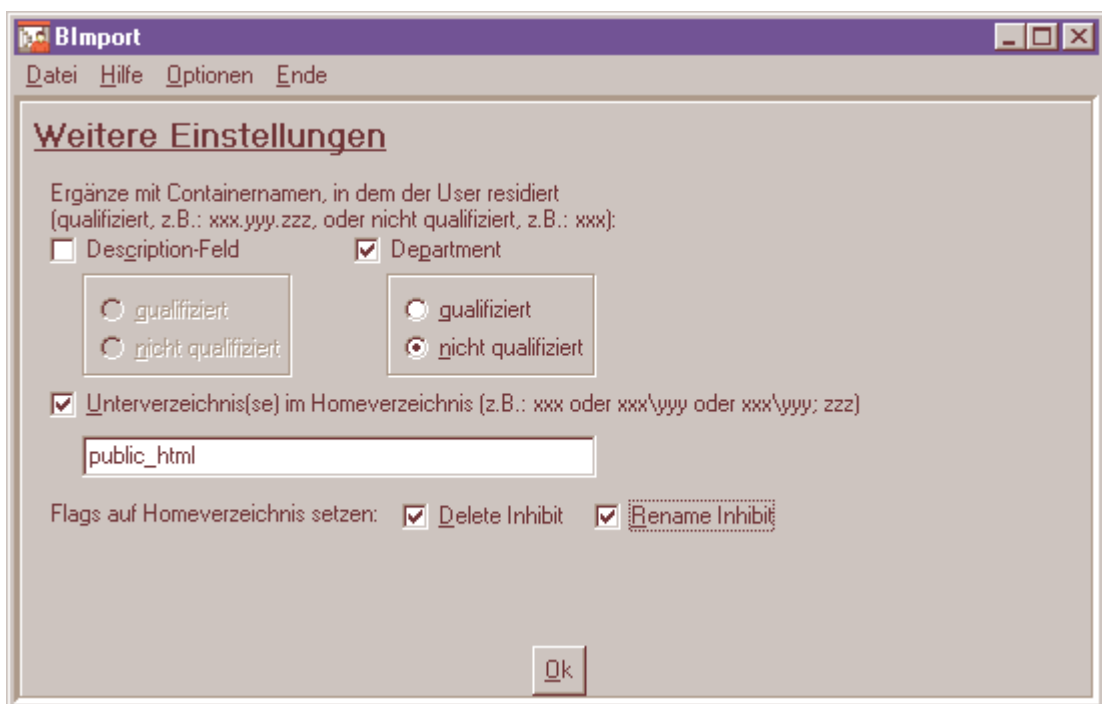 BImport
Datei Hilfe Optionen Ende
Weitere Einstellungen
Ergänze mit Containernamen, in dem der User residiert
(qualifiziert, z.B.: xxx.yyy.zzz, oder nicht qualifiziert, z.B.: xxx):
Description-Feld Department
qualifiziert qualifiziert
nicht qualifiziert nicht qualifiziert
Unterverzeichnis(se) im Homeverzeichnis (z.B.: xxx oder xxx\yyy oder xxx\yyy; zzz)
public_html
Flags auf Homeverzeichnis setzen: Delete Inhibit Rename Inhibit
Ok